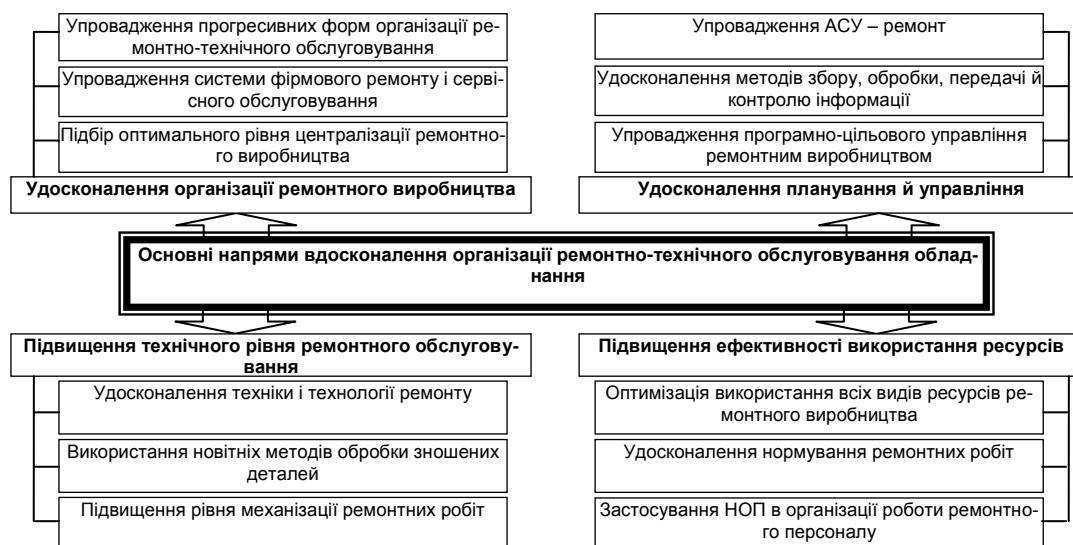 Упровадження прогресивних форм організації ре-
монтно-технічного обслуговування
Упровадження системи фірмового ремонту і серві-
сного обслуговування
Підбір оптимального рівня централізації ремонтно-
го виробництва
Удосконалення організації ремонтного виробництва
Упровадження АСУ – ремонт
Удосконалення методів збору, обробки, передачі й
контролю інформації
Упровадження програмно-цільового управління
ремонтним виробництвом
Удосконалення планування й управління
Основні напрями вдосконалення організації ремонтно-технічного обслуговування облад-
нання
Підвищення технічного рівня ремонтного обслугову-
вання
Удосконалення техніки і технології ремонту
Використання новітніх методів обробки зношених
деталей
Підвищення рівня механізації ремонтних робіт
Підвищення ефективності використання ресурсів
Оптимізація використання всіх видів ресурсів ре-
монтного виробництва
Удосконалення нормування ремонтних робіт
Застосування НОП в організації роботи ремонтно-
го персоналу